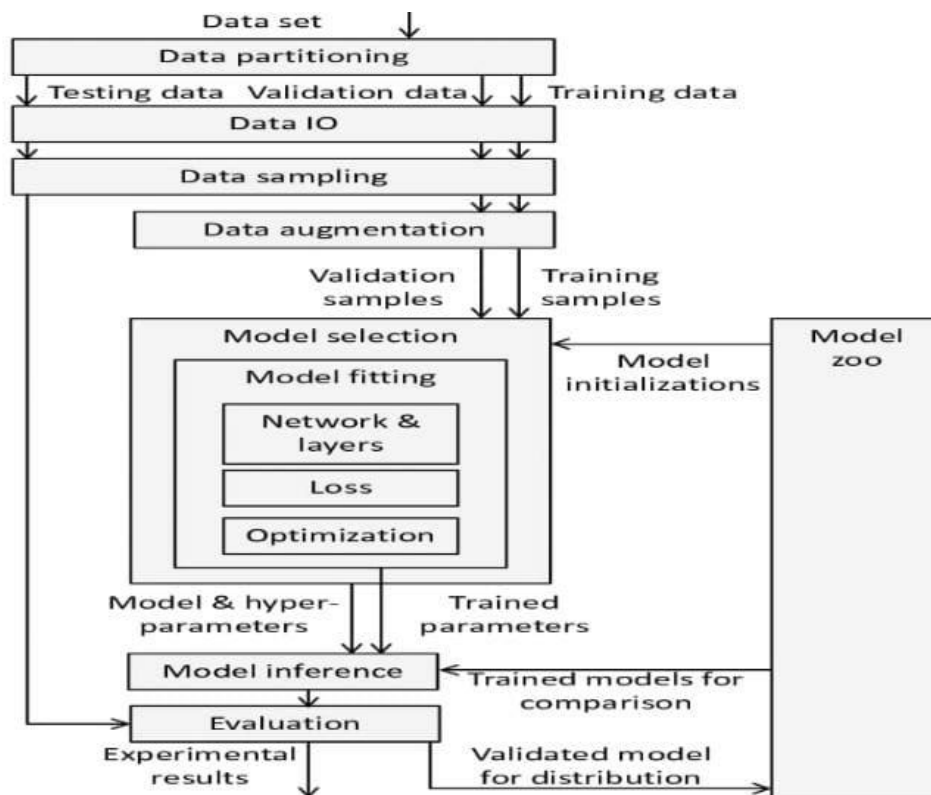 Data set
Data partitioning
Testing data
Validation data
Training data
Data IO
Data sampling
Data augmentation
Validation
samples
Training
samples
Model selection
Model
zoo
Model
initializations
Model fitting
Network &
layers
Loss
Optimization
Model & hyper-
parameters
Trained
parameters
Model inference
Trained models for
comparison
Evaluation
Experimental
results
Validated model
for distribution